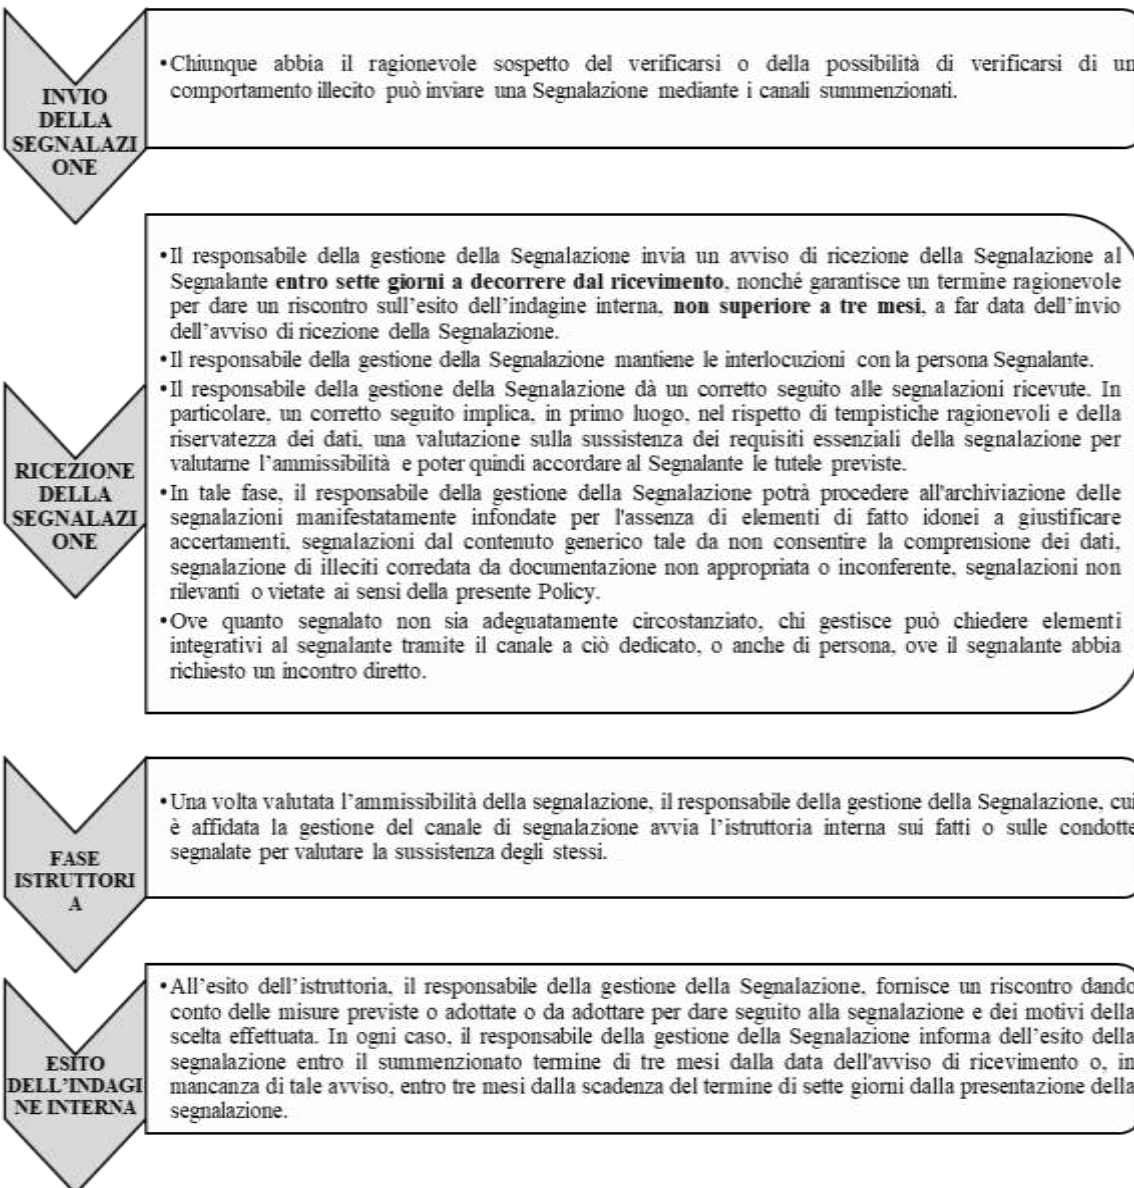 INVIO
DELLA
SEGNALAZI
ONE
•Chiunque abbia il ragionevole sospetto del verificarsi o della possibilità di verificarsi di un
comportamento illecito può inviare una Segnalazione mediante i canali summenzionati.
RICEZIONE
DELLA
SEGNALAZI
ONE
•Il responsabile della gestione della Segnalazione invia un avviso di ricezione della Segnalazione al
Segnalante entro sette giorni a decorrere dal ricevimento, nonché garantisce un termine ragionevole
per dare un riscontro sull’esito dell’indagine interna, non superiore a tre mesi, a far data dell’invio
dell’avviso di ricezione della Segnalazione.
•Il responsabile della gestione della Segnalazione mantiene le interlocuzioni con la persona Segnalante.
•Il responsabile della gestione della Segnalazione dà un corretto seguito alle segnalazioni ricevute. In
particolare, un corretto seguito implica, in primo luogo, nel rispetto di tempistiche ragionevoli e della
riservatezza dei dati, una valutazione sulla sussistenza dei requisiti essenziali della segnalazione per
valutarne l’ammissibilità e poter quindi accordare al Segnalante le tutele previste.
•In tale fase, il responsabile della gestione della Segnalazione potrà procedere all'archiviazione delle
segnalazioni manifestatamente infondate per l'assenza di elementi di fatto idonei a giustificare
accertamenti, segnalazioni dal contenuto generico tale da non consentire la comprensione dei dati,
segnalazione di illeciti corredata da documentazione non appropriata o inconferente, segnalazioni non
rilevanti o vietate ai sensi della presente Policy.
•Ove quanto segnalato non sia adeguatamente circostanziato, chi gestisce può chiedere elementi
integrativi al segnalante tramite il canale a ciò dedicato, o anche di persona, ove il segnalante abbia
richiesto un incontro diretto.
FASE
ISTRUTTORI
A
•Una volta valutata l’ammissibilità della segnalazione, il responsabile della gestione della Segnalazione, cui
è affidata la gestione del canale di segnalazione avvia l’istruttoria interna sui fatti o sulle condotte
segnalate per valutare la sussistenza degli stessi.
ESITO
DELL’INDAGI
NE INTERNA
•All’esito dell’istruttoria, il responsabile della gestione della Segnalazione, fornisce un riscontro dando
conto delle misure previste o adottate o da adottare per dare seguito alla segnalazione e dei motivi della
scelta effettuata. In ogni caso, il responsabile della gestione della Segnalazione informa dell’esito della
segnalazione entro il summenzionato termine di tre mesi dalla data dell'avviso di ricevimento o, in
mancanza di tale avviso, entro tre mesi dalla scadenza del termine di sette giorni dalla presentazione della
segnalazione.